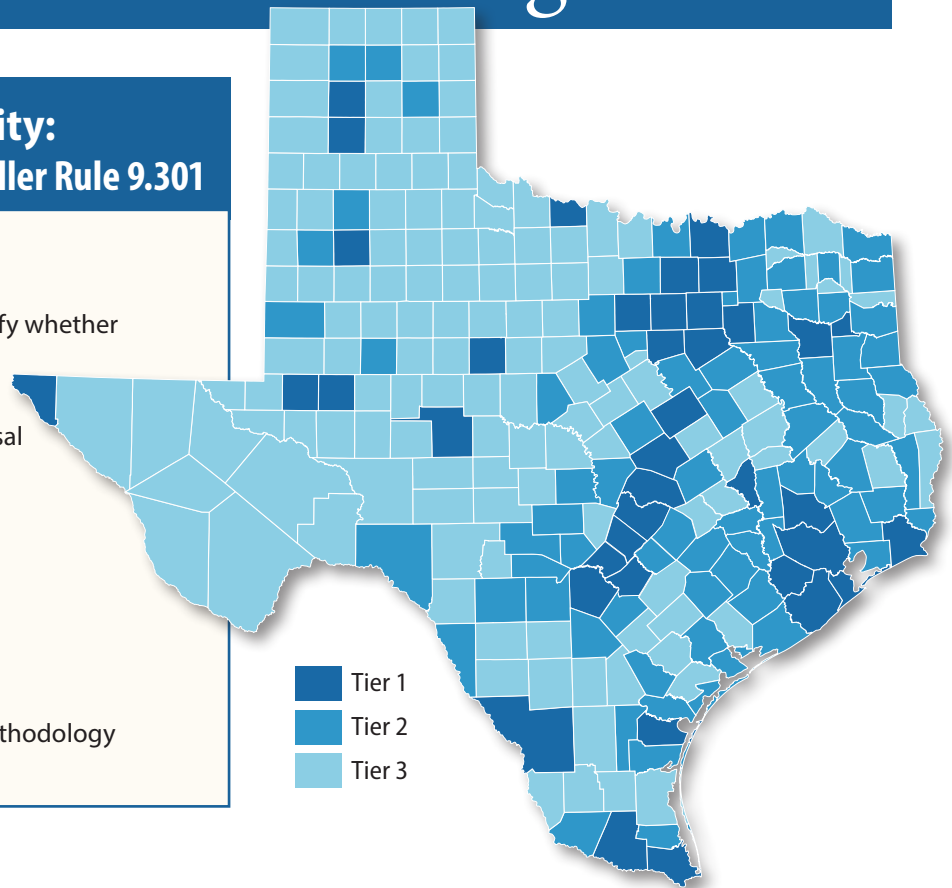 g
ity:
ller Rule 9.301
fy whether
sal
thodology
Tier 1
Tier 2
Tier 3